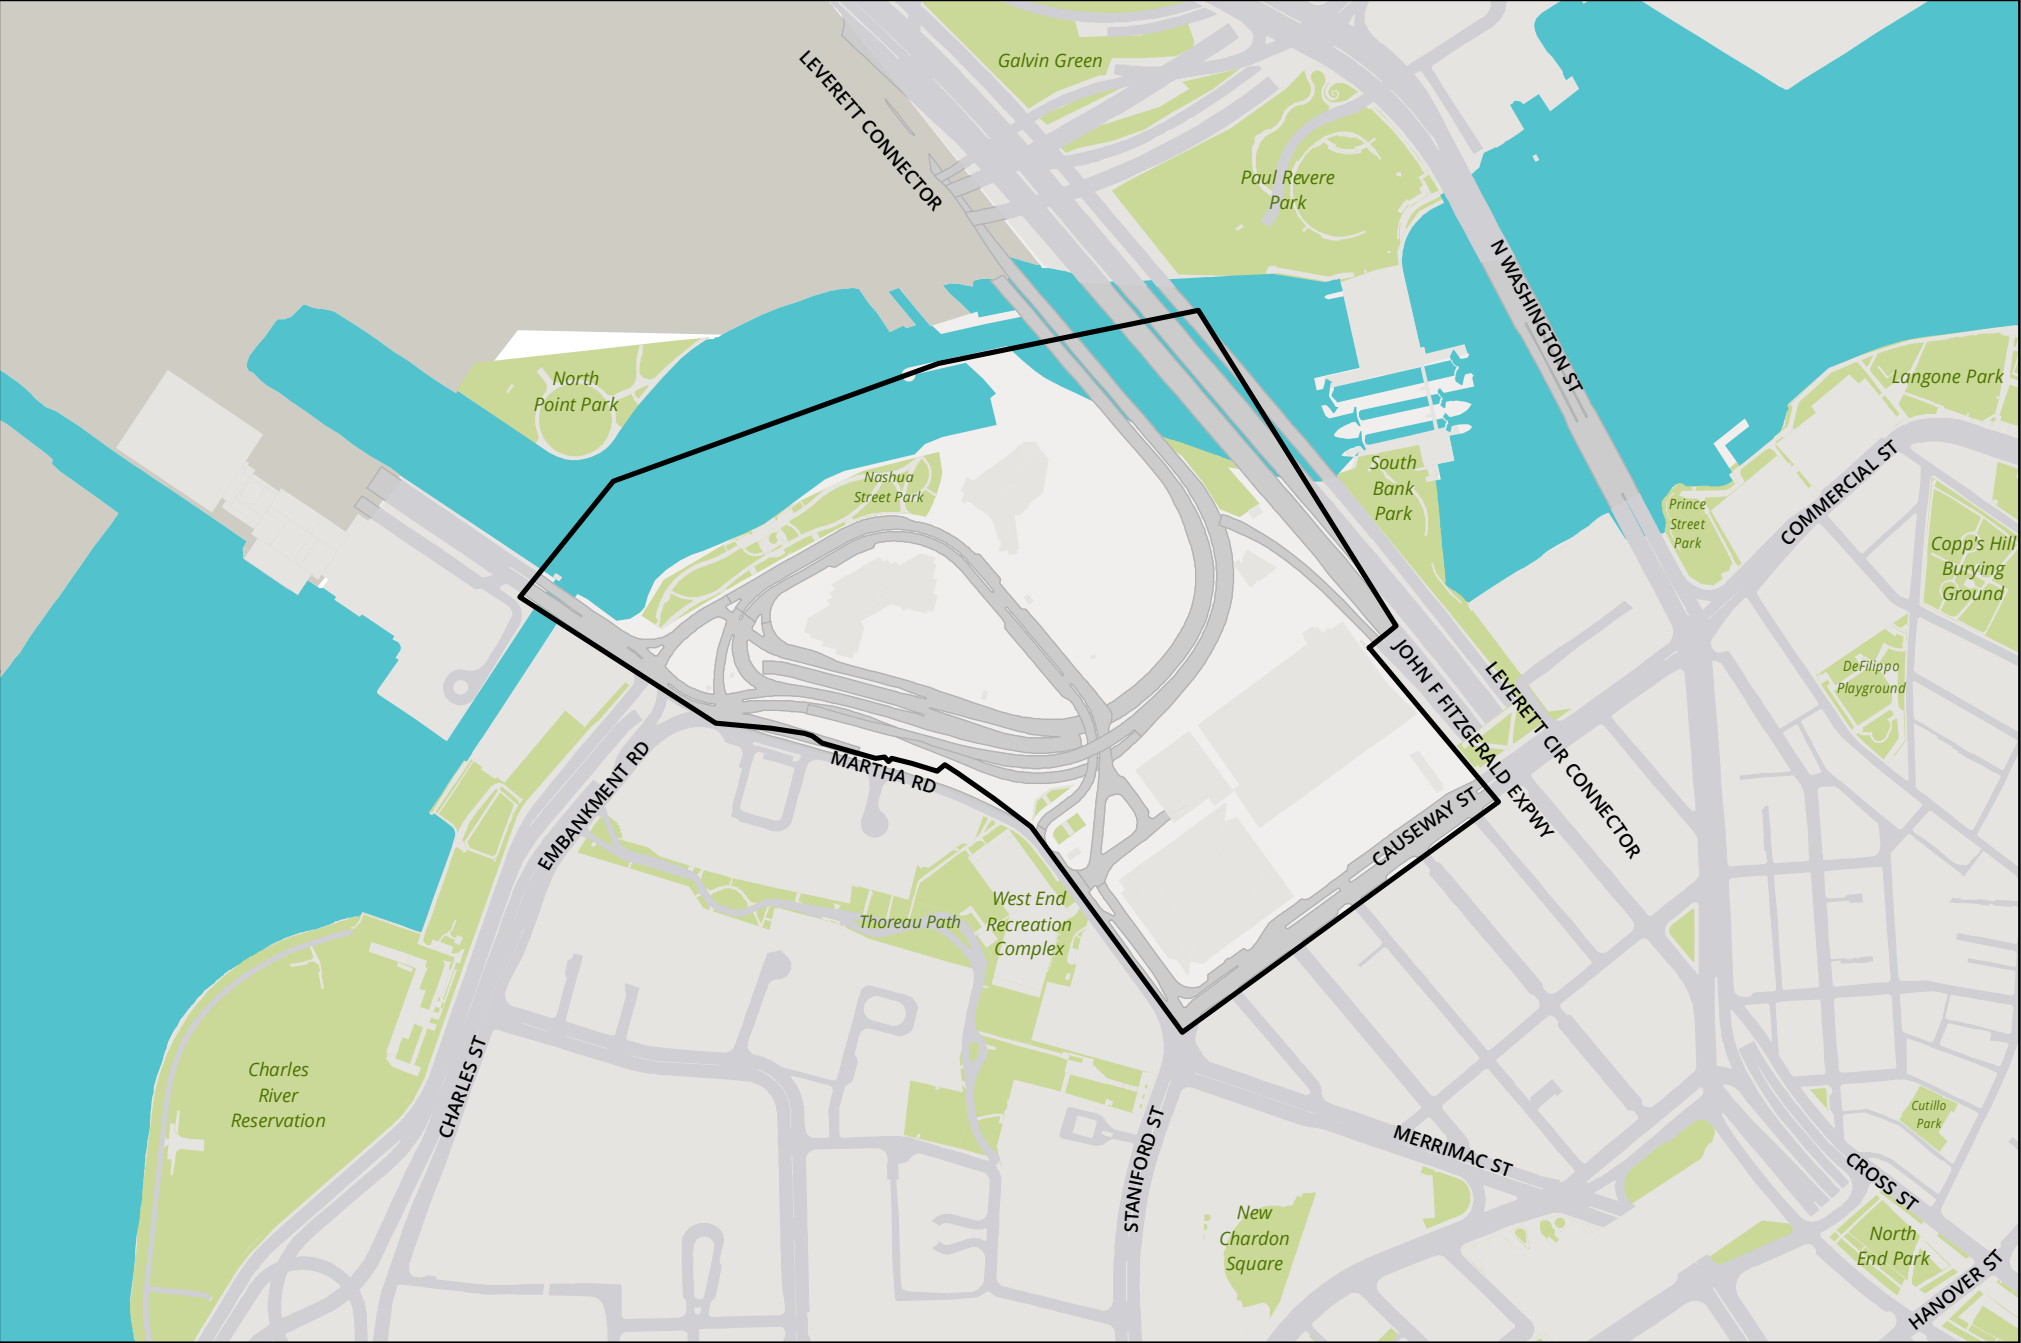 Galvin Green
LEVERETT CONNECTOR
Paul Revere
Park
N WASHINGTON ST
North
Point Park
Langone Park
Nashua
Street Park
South
Bank
Park
COMMERCIAL ST
Prince
Street
Park
Copp's Hill
Burying
Ground
DeFilippo
Playground
JOHN F FITZGERALD EXPWY
LEVERETT CIR CONNECTOR
EMBANKMENT RD
MARTHA RD
CAUSEWAY ST
Thoreau Path
West End
Recreation
Complex
Charles
River
Reservation
CHARLES ST
STANIFORD ST
MERRIMAC ST
Cutillo
Park
CROSS ST
New
Chardon
Square
North
End Park
HANOVER ST